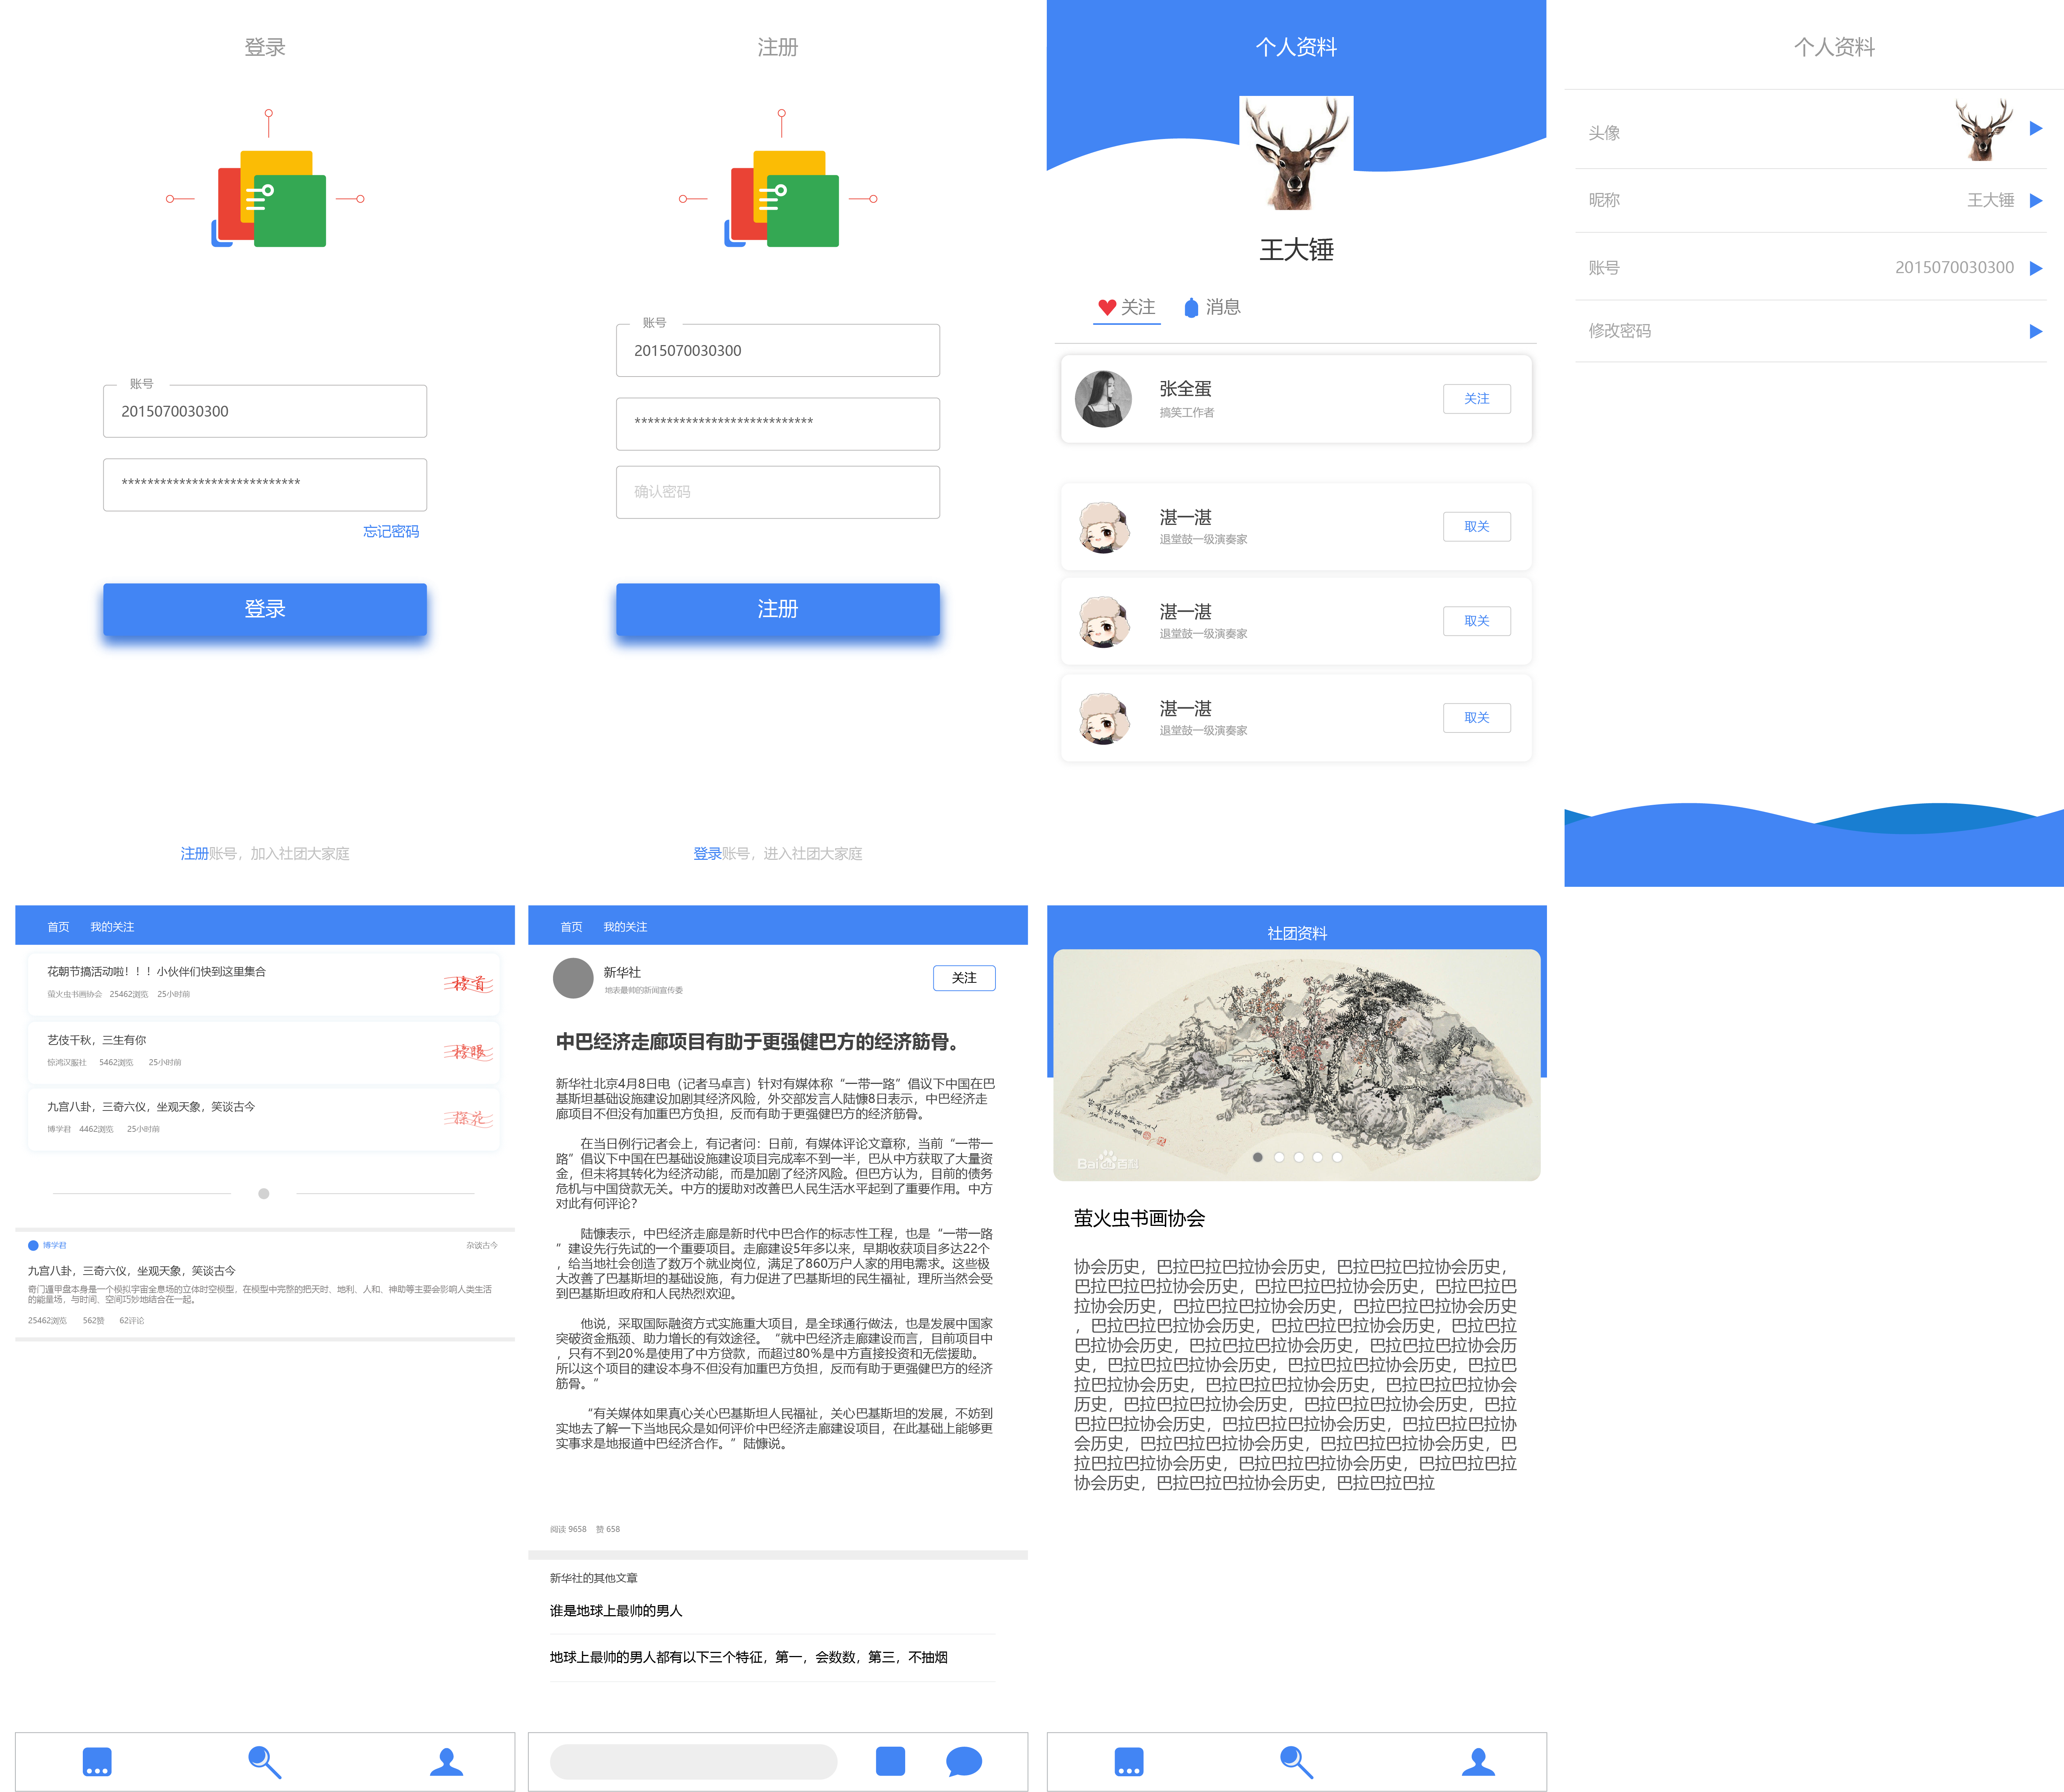 登录
账号
2015070030300
****************************
忘记密码
登录
注册账号，加入社团大家庭
注册
账号
2015070030300
****************************
确认密码
注册
登录账号，进入社团大家庭
个人资料
王大锤
关注 消息
张全蛋
搞笑工作者
关注
湛一湛
退堂鼓一级演奏家
取关
湛一湛
退堂鼓一级演奏家
取关
湛一湛
退堂鼓一级演奏家
取关
个人资料
头像
昵称 王大锤
账号 2015070030300
修改密码
首页 我的关注
花朝节搞活动啦！！！小伙伴们快到这里集合
萤火虫书画协会 25462浏览 25小时前
榜首
艺伎千秋，三生有你
惊鸿汉服社 5462浏览 25小时前
榜眼
九宫八卦，三奇六仪，坐观天象，笑谈古今
博学君 4462浏览 25小时前
探花
博学君 杂谈古今
九宫八卦，三奇六仪，坐观天象，笑谈古今
奇门遁甲盘本身是一个模拟宇宙全息场的立体时空模型，在模型中完整的把天时、地利、人和、神助等主要会影响人类生活
的能量场，与时间、空间巧妙地结合在一起。
25462浏览 562赞 62评论
首页 我的关注
新华社
地表最帅的新闻宣传委
关注
中巴经济走廊项目有助于更强健巴方的经济筋骨。
新华社北京4月8日电（记者马卓言）针对有媒体称“一带一路”倡议下中国在巴
基斯坦基础设施建设加剧其经济风险，外交部发言人陆慷8日表示，中巴经济走
廊项目不但没有加重巴方负担，反而有助于更强健巴方的经济筋骨。
在当日例行记者会上，有记者问：日前，有媒体评论文章称，当前“一带一
路”倡议下中国在巴基础设施建设项目完成率不到一半，巴从中方获取了大量资
金，但未将其转化为经济动能，而是加剧了经济风险。但巴方认为，目前的债务
危机与中国贷款无关。中方的援助对改善巴人民生活水平起到了重要作用。中方
对此有何评论？
陆慷表示，中巴经济走廊是新时代中巴合作的标志性工程，也是“一带一路
”建设先行先试的一个重要项目。走廊建设5年多以来，早期收获项目多达22个
，给当地社会创造了数万个就业岗位，满足了860万户人家的用电需求。这些极
大改善了巴基斯坦的基础设施，有力促进了巴基斯坦的民生福祉，理所当然会受
到巴基斯坦政府和人民热烈欢迎。
他说，采取国际融资方式实施重大项目，是全球通行做法，也是发展中国家
突破资金瓶颈、助力增长的有效途径。“就中巴经济走廊建设而言，目前项目中
，只有不到20％是使用了中方贷款，而超过80％是中方直接投资和无偿援助。
所以这个项目的建设本身不但没有加重巴方负担，反而有助于更强健巴方的经济
筋骨。”
“有关媒体如果真心关心巴基斯坦人民福祉，关心巴基斯坦的发展，不妨到
实地去了解一下当地民众是如何评价中巴经济走廊建设项目，在此基础上能够更
实事求是地报道中巴经济合作。”陆慷说。
阅读 9658 赞 658
新华社的其他文章
谁是地球上最帅的男人
地球上最帅的男人都有以下三个特征，第一，会数数，第三，不抽烟
社团资料
Bai百科
萤火虫书画协会
协会历史，巴拉巴拉巴拉协会历史，巴拉巴拉巴拉协会历史，
巴拉巴拉巴拉协会历史，巴拉巴拉巴拉协会历史，巴拉巴拉巴
拉协会历史，巴拉巴拉巴拉协会历史，巴拉巴拉巴拉协会历史
，巴拉巴拉巴拉协会历史，巴拉巴拉巴拉协会历史，巴拉巴拉
巴拉协会历史，巴拉巴拉巴拉协会历史，巴拉巴拉巴拉协会历
史，巴拉巴拉巴拉协会历史，巴拉巴拉巴拉协会历史，巴拉巴
拉巴拉协会历史，巴拉巴拉巴拉协会历史，巴拉巴拉巴拉协会
历史，巴拉巴拉巴拉协会历史，巴拉巴拉巴拉协会历史，巴拉
巴拉巴拉协会历史，巴拉巴拉巴拉协会历史，巴拉巴拉巴拉协
会历史，巴拉巴拉巴拉协会历史，巴拉巴拉巴拉协会历史，巴
拉巴拉巴拉协会历史，巴拉巴拉巴拉协会历史，巴拉巴拉巴拉
协会历史，巴拉巴拉巴拉协会历史，巴拉巴拉巴拉